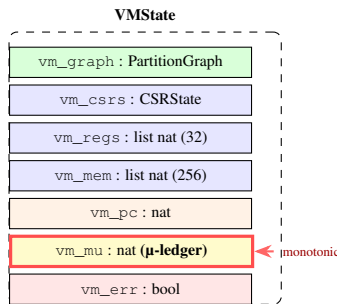 VMState
vm_graph : PartitionGraph
vm_csrs : CSRState
vm_regs : list nat (32)
vm_mem : list nat (256)
vm_pc : nat
vm_mu : nat (μ-ledger)
monotonic
vm_err : bool